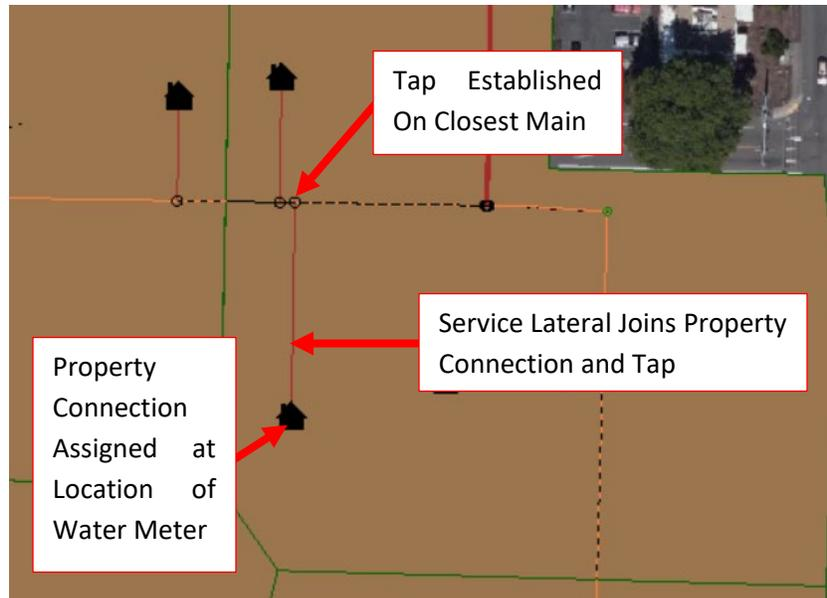 Tap Established
On Closest Main
Service Lateral Joins Property
Connection and Tap
Property
Connection
Assigned at
Location of
Water Meter